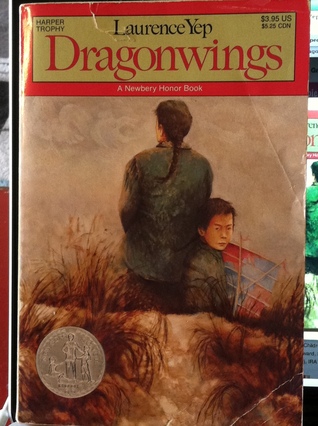 HARPER
TROPHY
Laurence Yep
$3.95 US
$5.25 CDN
Dragonwings
A Newbery Honor Book